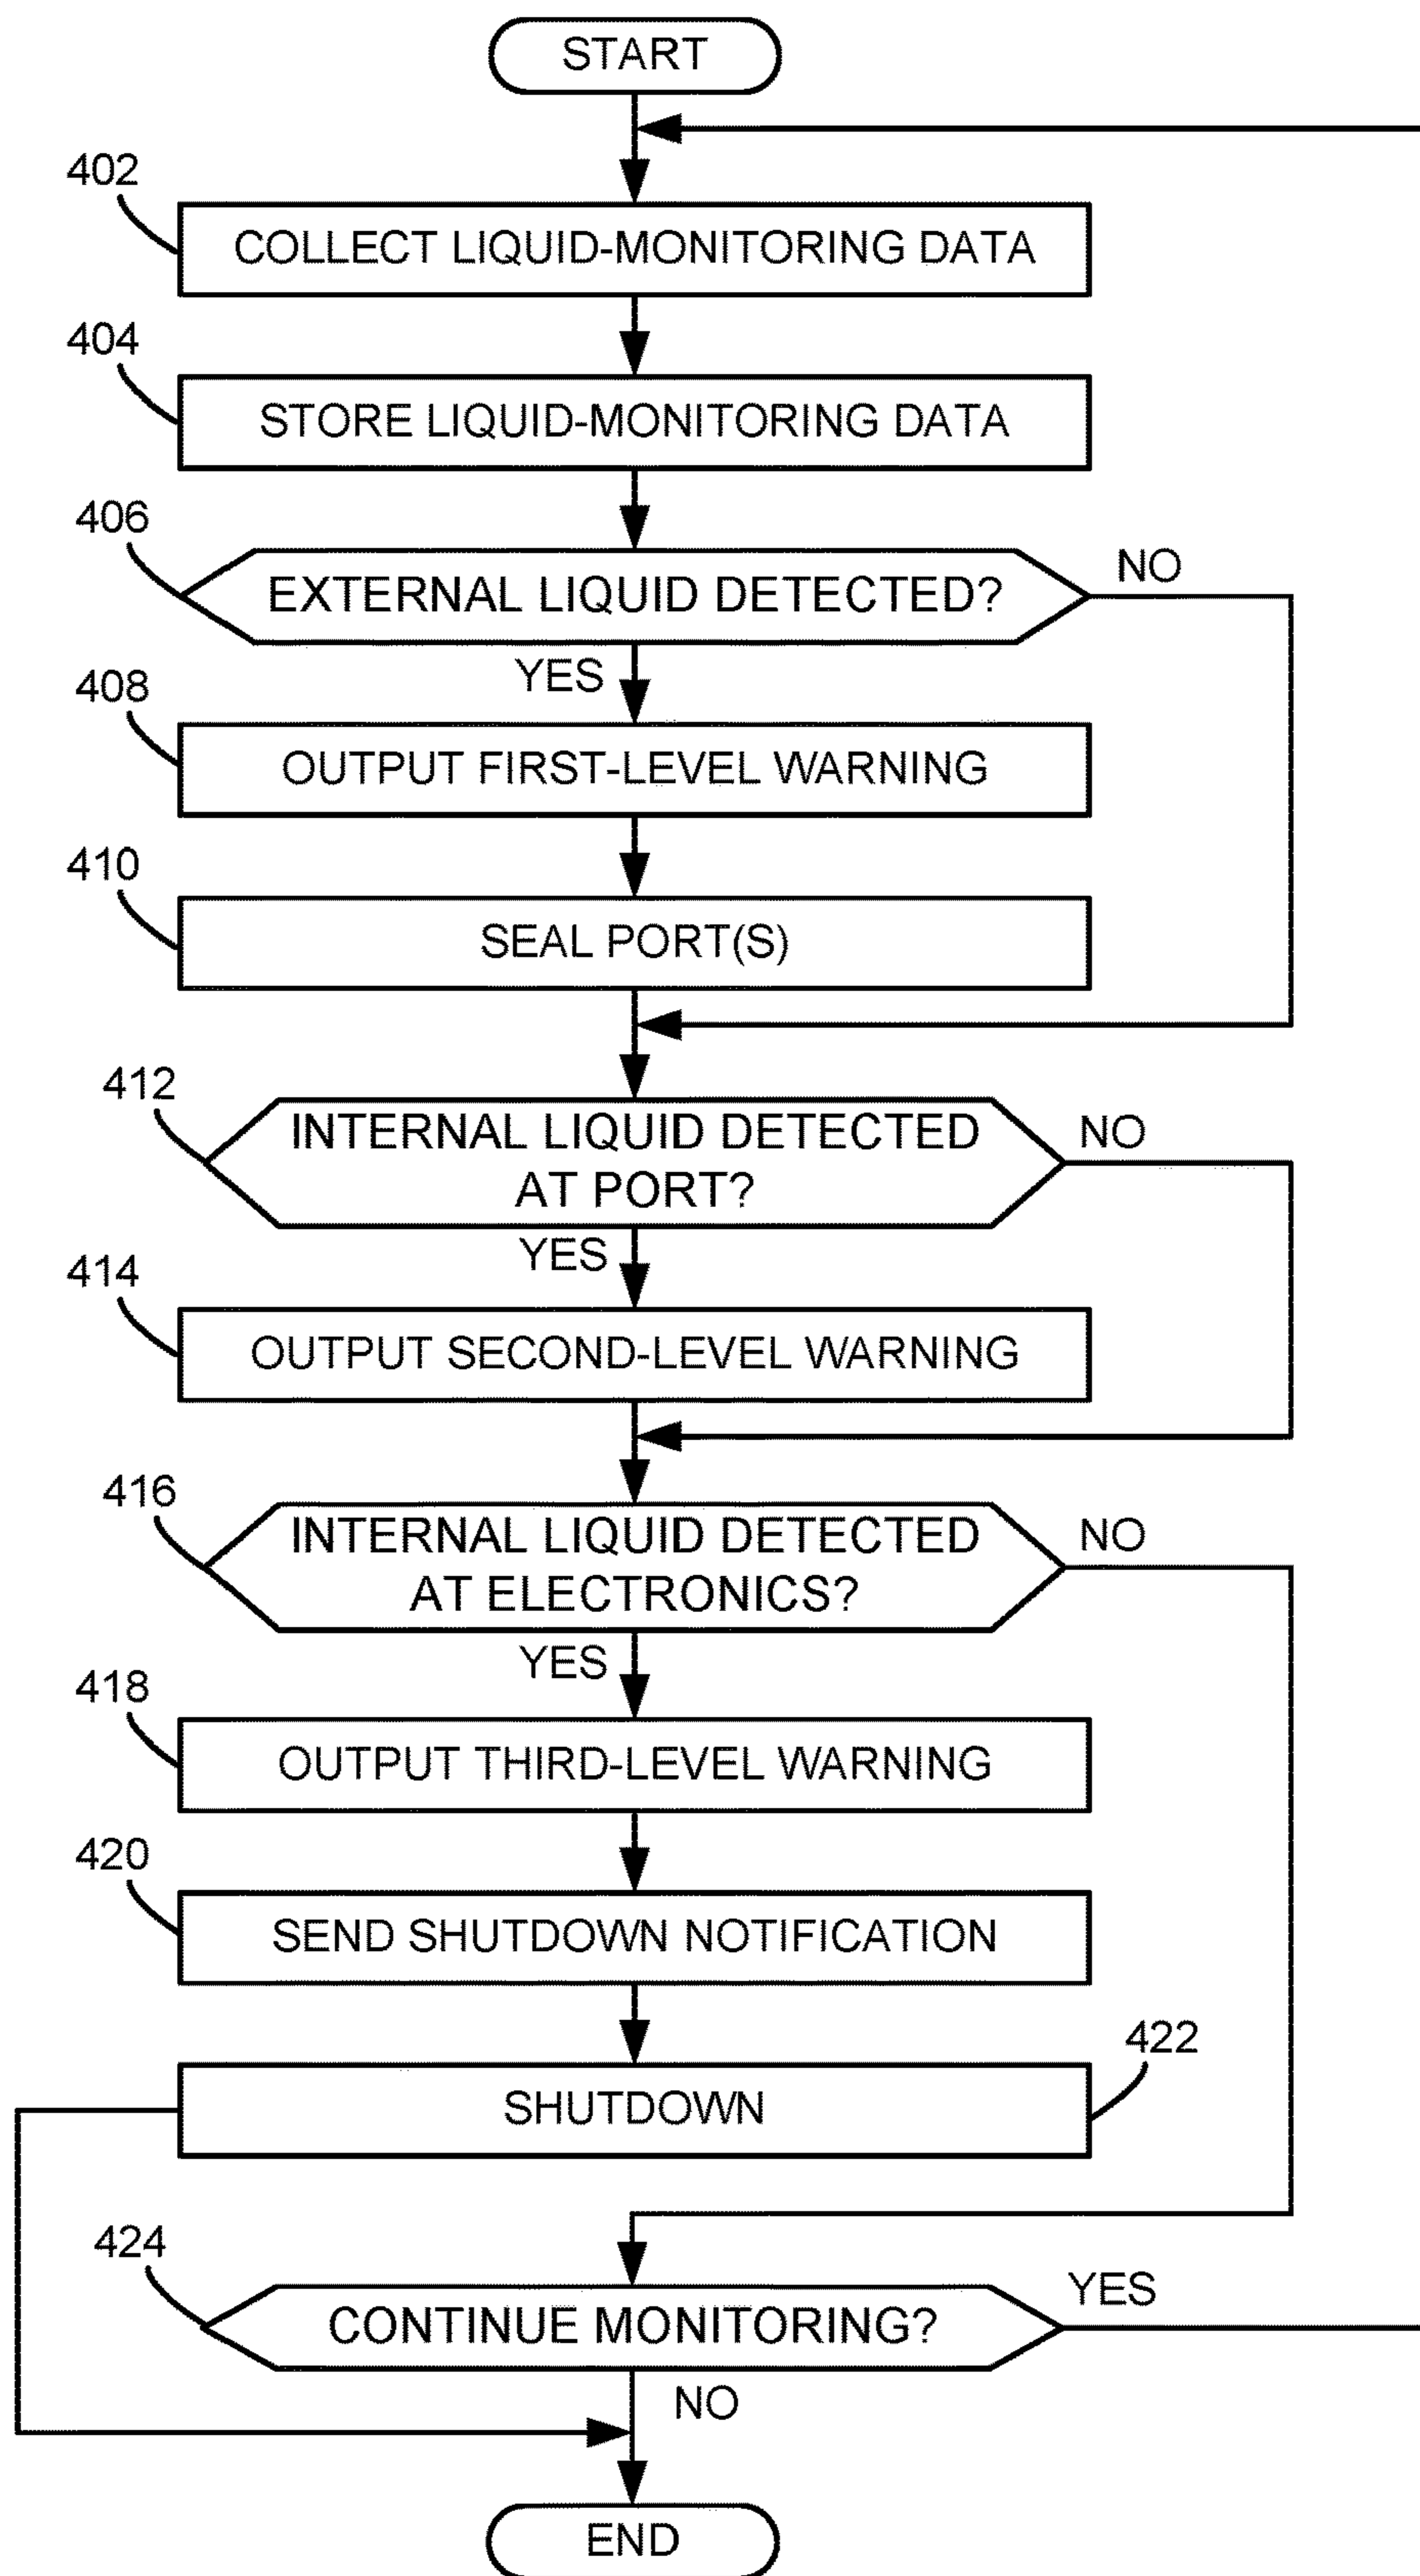 START
402
COLLECT LIQUID-MONITORING DATA
404
STORE LIQUID-MONITORING DATA
406
EXTERNAL LIQUID DETECTED?
NO
YES
408
OUTPUT FIRST-LEVEL WARNING
410
SEAL PORT(S)
412
INTERNAL LIQUID DETECTED
AT PORT?
NO
YES
414
OUTPUT SECOND-LEVEL WARNING
416
INTERNAL LIQUID DETECTED
AT ELECTRONICS?
NO
YES
418
OUTPUT THIRD-LEVEL WARNING
420
SEND SHUTDOWN NOTIFICATION
422
SHUTDOWN
424
CONTINUE MONITORING?
YES
NO
END